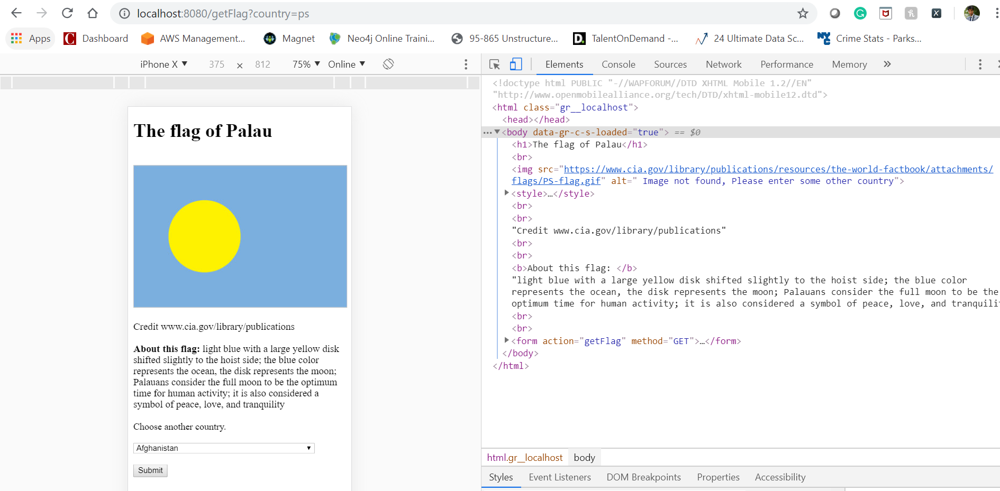 localhost:8080/getFlag?country=ps
Apps Dashboard AWS Management... Magnet Neo4j Online Traini... 95-865 Unstructure... TalentOnDemand -... 24 Ultimate Data Sc... Crime Stats - Parks...
iPhone X ▼ 375 × 812 75% ▼ Online ▼
The flag of Palau
Credit www.cia.gov/library/publications
About this flag: light blue with a large yellow disk
shifted slightly to the hoist side; the blue color
represents the ocean, the disk represents the moon;
Palauans consider the full moon to be the optimum
time for human activity; it is also considered a
symbol of peace, love, and tranquility
Choose another country.
Afghanistan
Submit
Elements Console Sources Network Performance Memory »
<!doctype html PUBLIC "-//WAPFORUM//DTD XHTML Mobile 1.2//EN"
"http://www.openmobilealliance.org/tech/DTD/xhtml-mobile12.dtd">
<html class="gr__localhost">
<head></head>
…▼<body data-gr-c-s-loaded="true"> == $0
<h1>The flag of Palau</h1>
<br>
<img src="https://www.cia.gov/library/publications/resources/the-world-factbook/attachments/
flags/PS-flag.gif" alt=" Image not found, Please enter some other country">
▶<style>…</style>
<br>
<br>
"Credit www.cia.gov/library/publications"
<br>
<br>
<b>About this flag: </b>
"light blue with a large yellow disk shifted slightly to the hoist side; the blue color
represents the ocean, the disk represents the moon; Palauans consider the full moon to be the
optimum time for human activity; it is also considered a symbol of peace, love, and tranquili
<br>
<br>
▶<form action="getFlag" method="GET">…</form>
</body>
</html>
html.gr__localhost body
Styles Event Listeners DOM Breakpoints Properties Accessibility